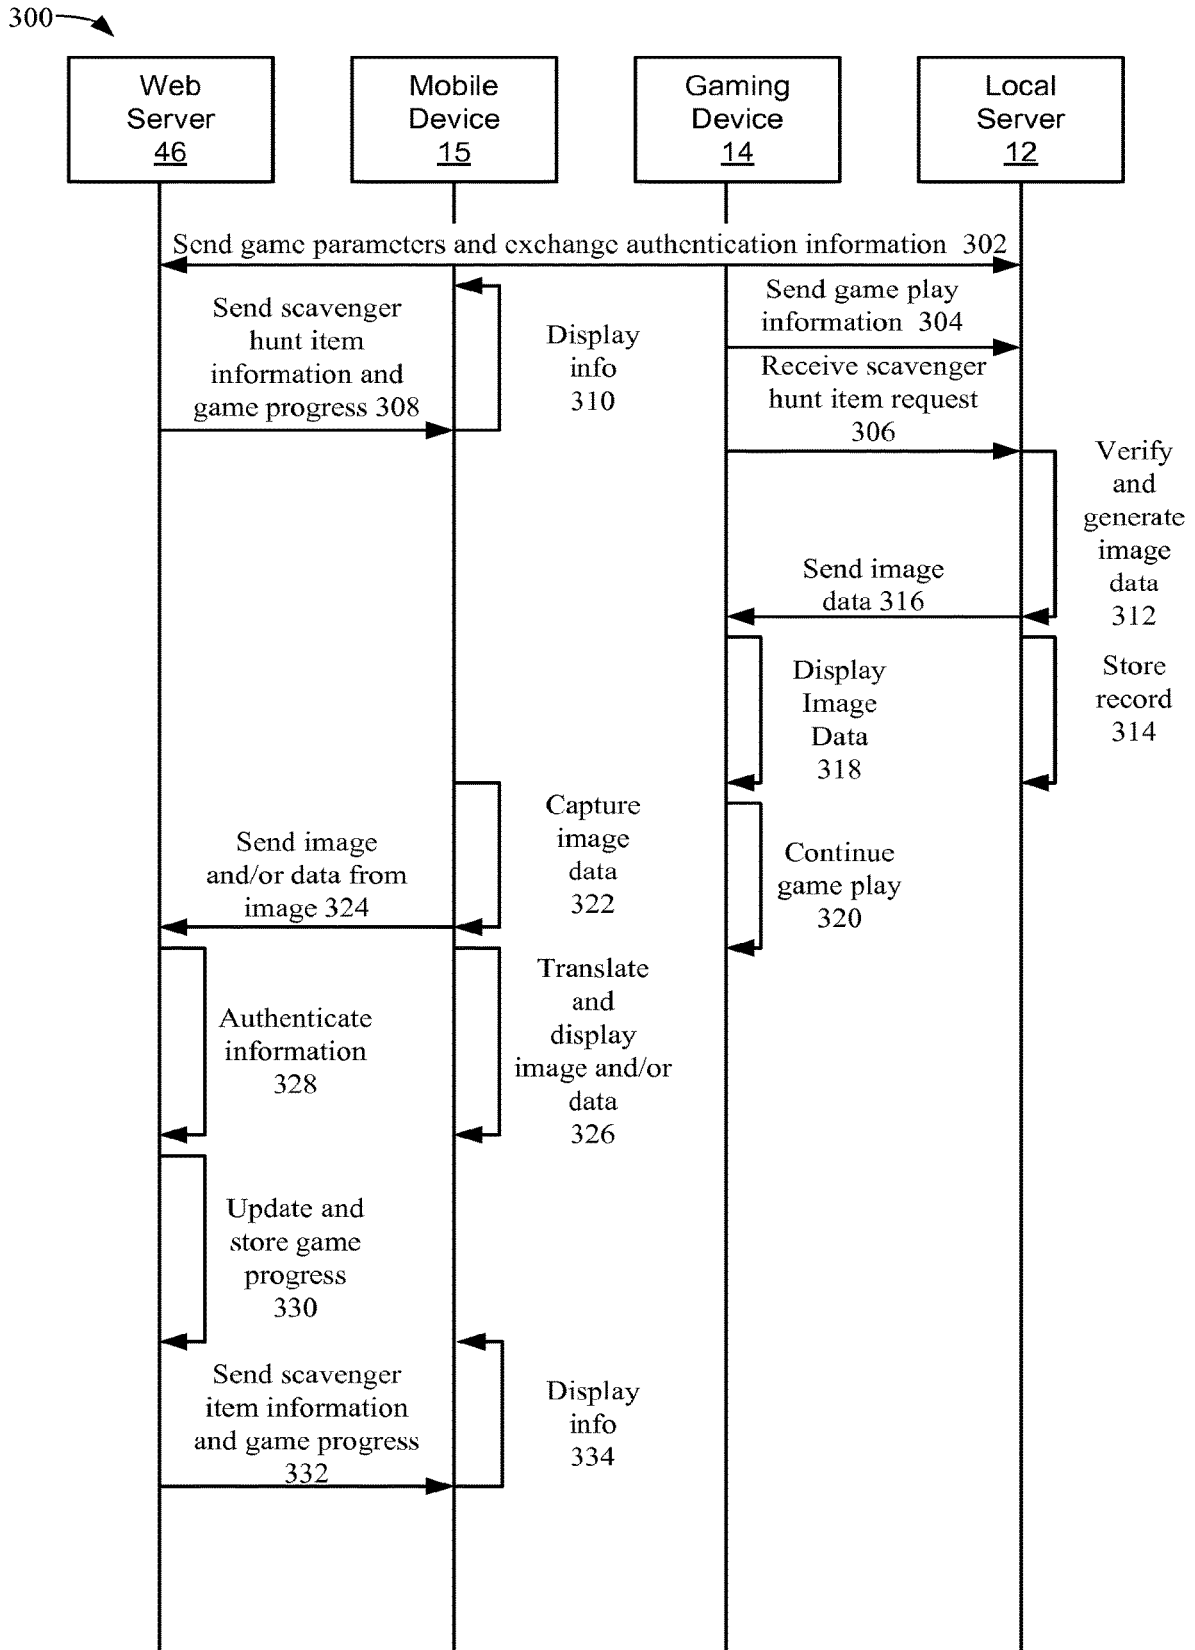 300
Web
Server
46
Mobile
Device
15
Gaming
Device
14
Local
Server
12
Send game parameters and exchange authentication information 302
Send game play
information 304
Send scavenger
hunt item
information and
game progress 308
Display
info
310
Receive scavenger
hunt item request
306
Verify
and
generate
image
data
312
Send image
data 316
Display
Image
Data
318
Store
record
314
Capture
image
data
322
Send image
and/or data from
image 324
Continue
game play
320
Authenticate
information
328
Translate
and
display
image and/or
data
326
Update and
store game
progress
330
Send scavenger
item information
and game progress
332
Display
info
334